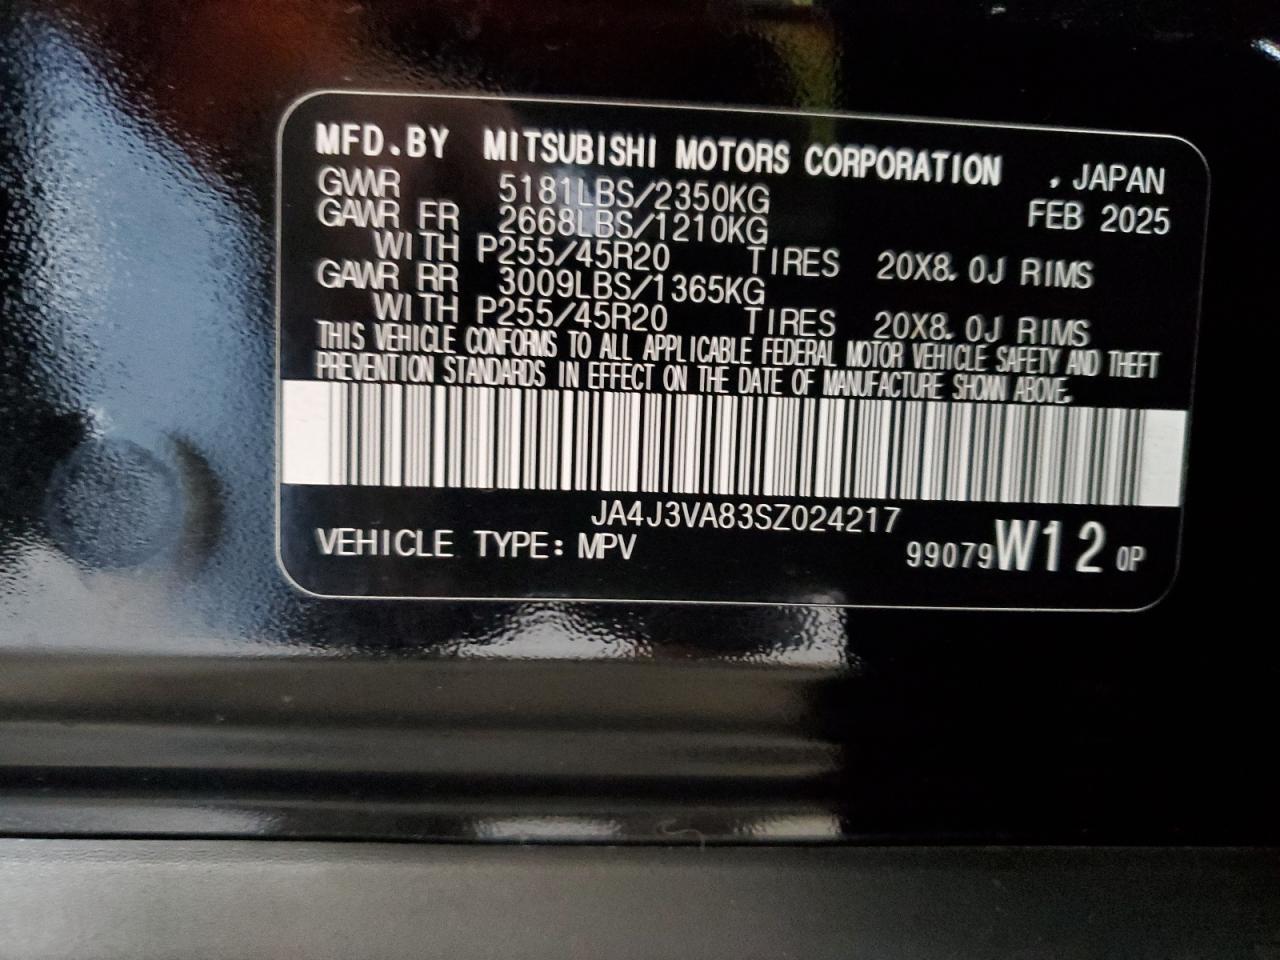 MFD.BY MITSUBISHI MOTORS CORPORATION , JAPAN
GVWR 5181LBS/2350KG FEB 2025
GAWR FR 2668LBS/1210KG
WITH P255/45R20 TIRES 20X8.0J RIMS
GAWR RR 3009LBS/1365KG
WITH P255/45R20 TIRES 20X8.0J RIMS
THIS VEHICLE CONFORMS TO ALL APPLICABLE FEDERAL MOTOR VEHICLE SAFETY AND THEFT
PREVENTION STANDARDS IN EFFECT ON THE DATE OF MANUFACTURE SHOWN ABOVE.
JA4J3VA83SZ024217
VEHICLE TYPE: MPV 99079 W12 0P